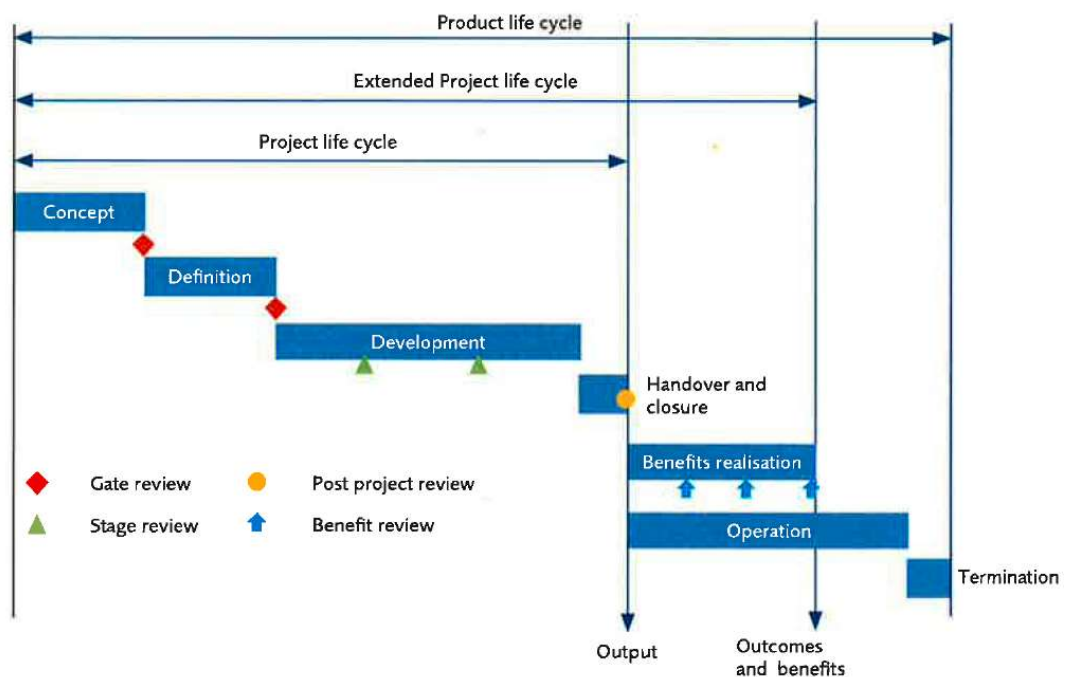 Product life cycle
Extended Project life cycle
Project life cycle
Concept
Definition
Development
Handover and
closure
Benefits realisation
Gate review
Post project review
Stage review
Benefit review
Operation
Termination
Output
Outcomes
and benefits